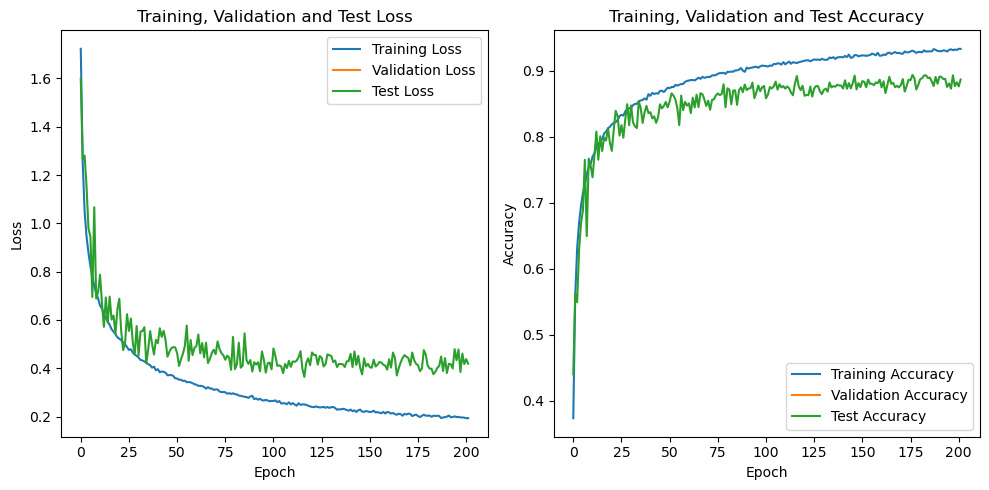 Training, Validation and Test Loss
Training Loss
Validation Loss
Test Loss
1.6
1.4
1.2
1.0
0.8
0.6
0.4
0.2
Loss
0 25 50 75 100 125 150 175 200
Epoch
Training, Validation and Test Accuracy
0.9
0.8
0.7
0.6
0.5
0.4
Accuracy
Training Accuracy
Validation Accuracy
Test Accuracy
0 25 50 75 100 125 150 175 200
Epoch